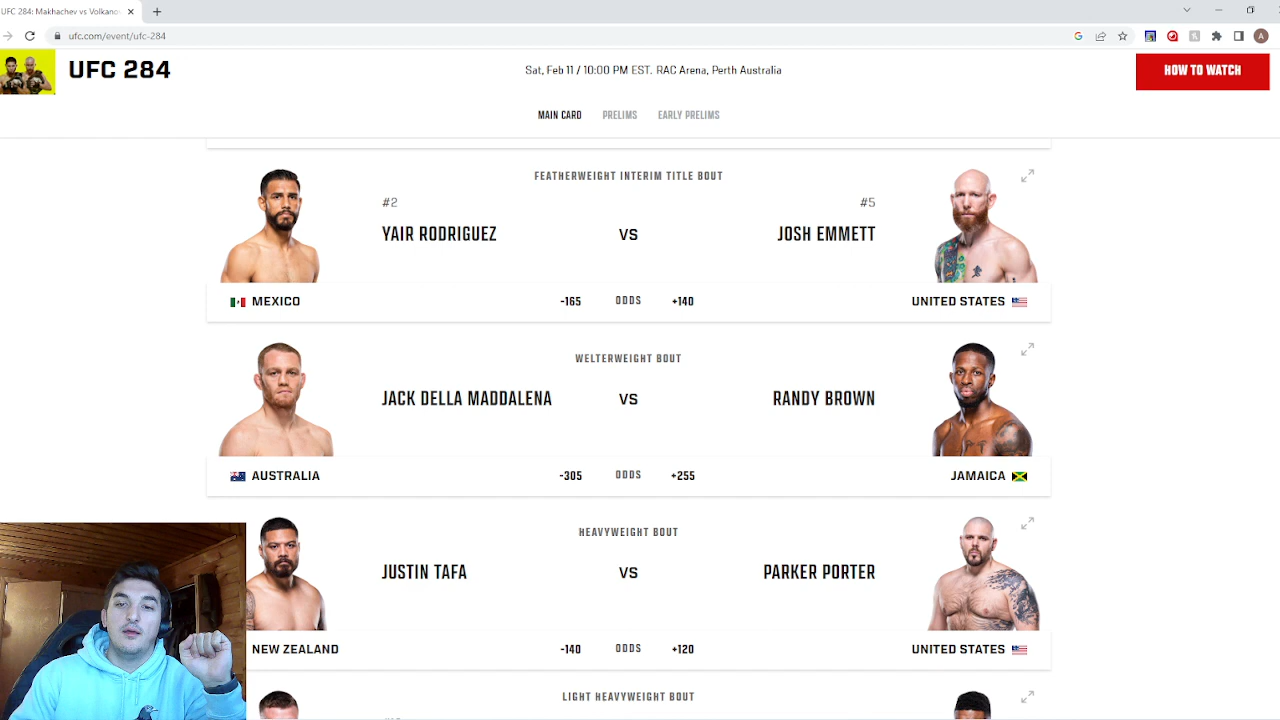 UFC 284: Makhachev vs Volkanov
ufc.com/event/ufc-284
A
UFC 284
Sat, Feb 11 / 10:00 PM EST. RAC Arena, Perth Australia
HOW TO WATCH
MAIN CARD PRELIMS EARLY PRELIMS
FEATHERWEIGHT INTERIM TITLE BOUT
#2 #5
YAIR RODRIGUEZ VS JOSH EMMETT
MEXICO -165 ODDS +140 UNITED STATES
WELTERWEIGHT BOUT
JACK DELLA MADDALENA VS RANDY BROWN
AUSTRALIA -305 ODDS +255 JAMAICA
HEAVYWEIGHT BOUT
JUSTIN TAFA VS PARKER PORTER
NEW ZEALAND -140 ODDS +120 UNITED STATES
LIGHT HEAVYWEIGHT BOUT